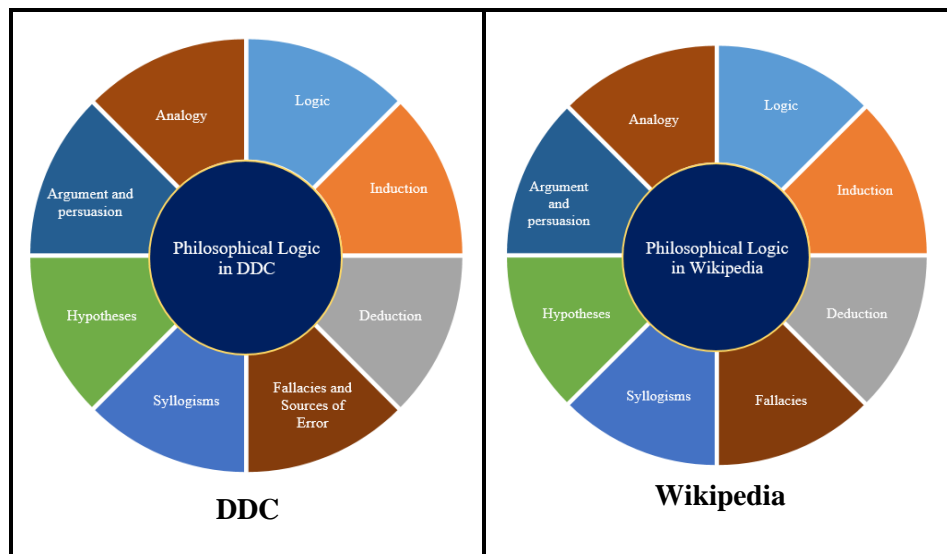 Analogy
Logic
Induction
Deduction
Fallacies and
Sources of
Error
Syllogisms
Hypotheses
Argument and
persuasion
Philosophical Logic
in DDC
DDC
Analogy
Logic
Induction
Deduction
Fallacies
Syllogisms
Hypotheses
Argument
and
persuasion
Philosophical Logic
in Wikipedia
Wikipedia